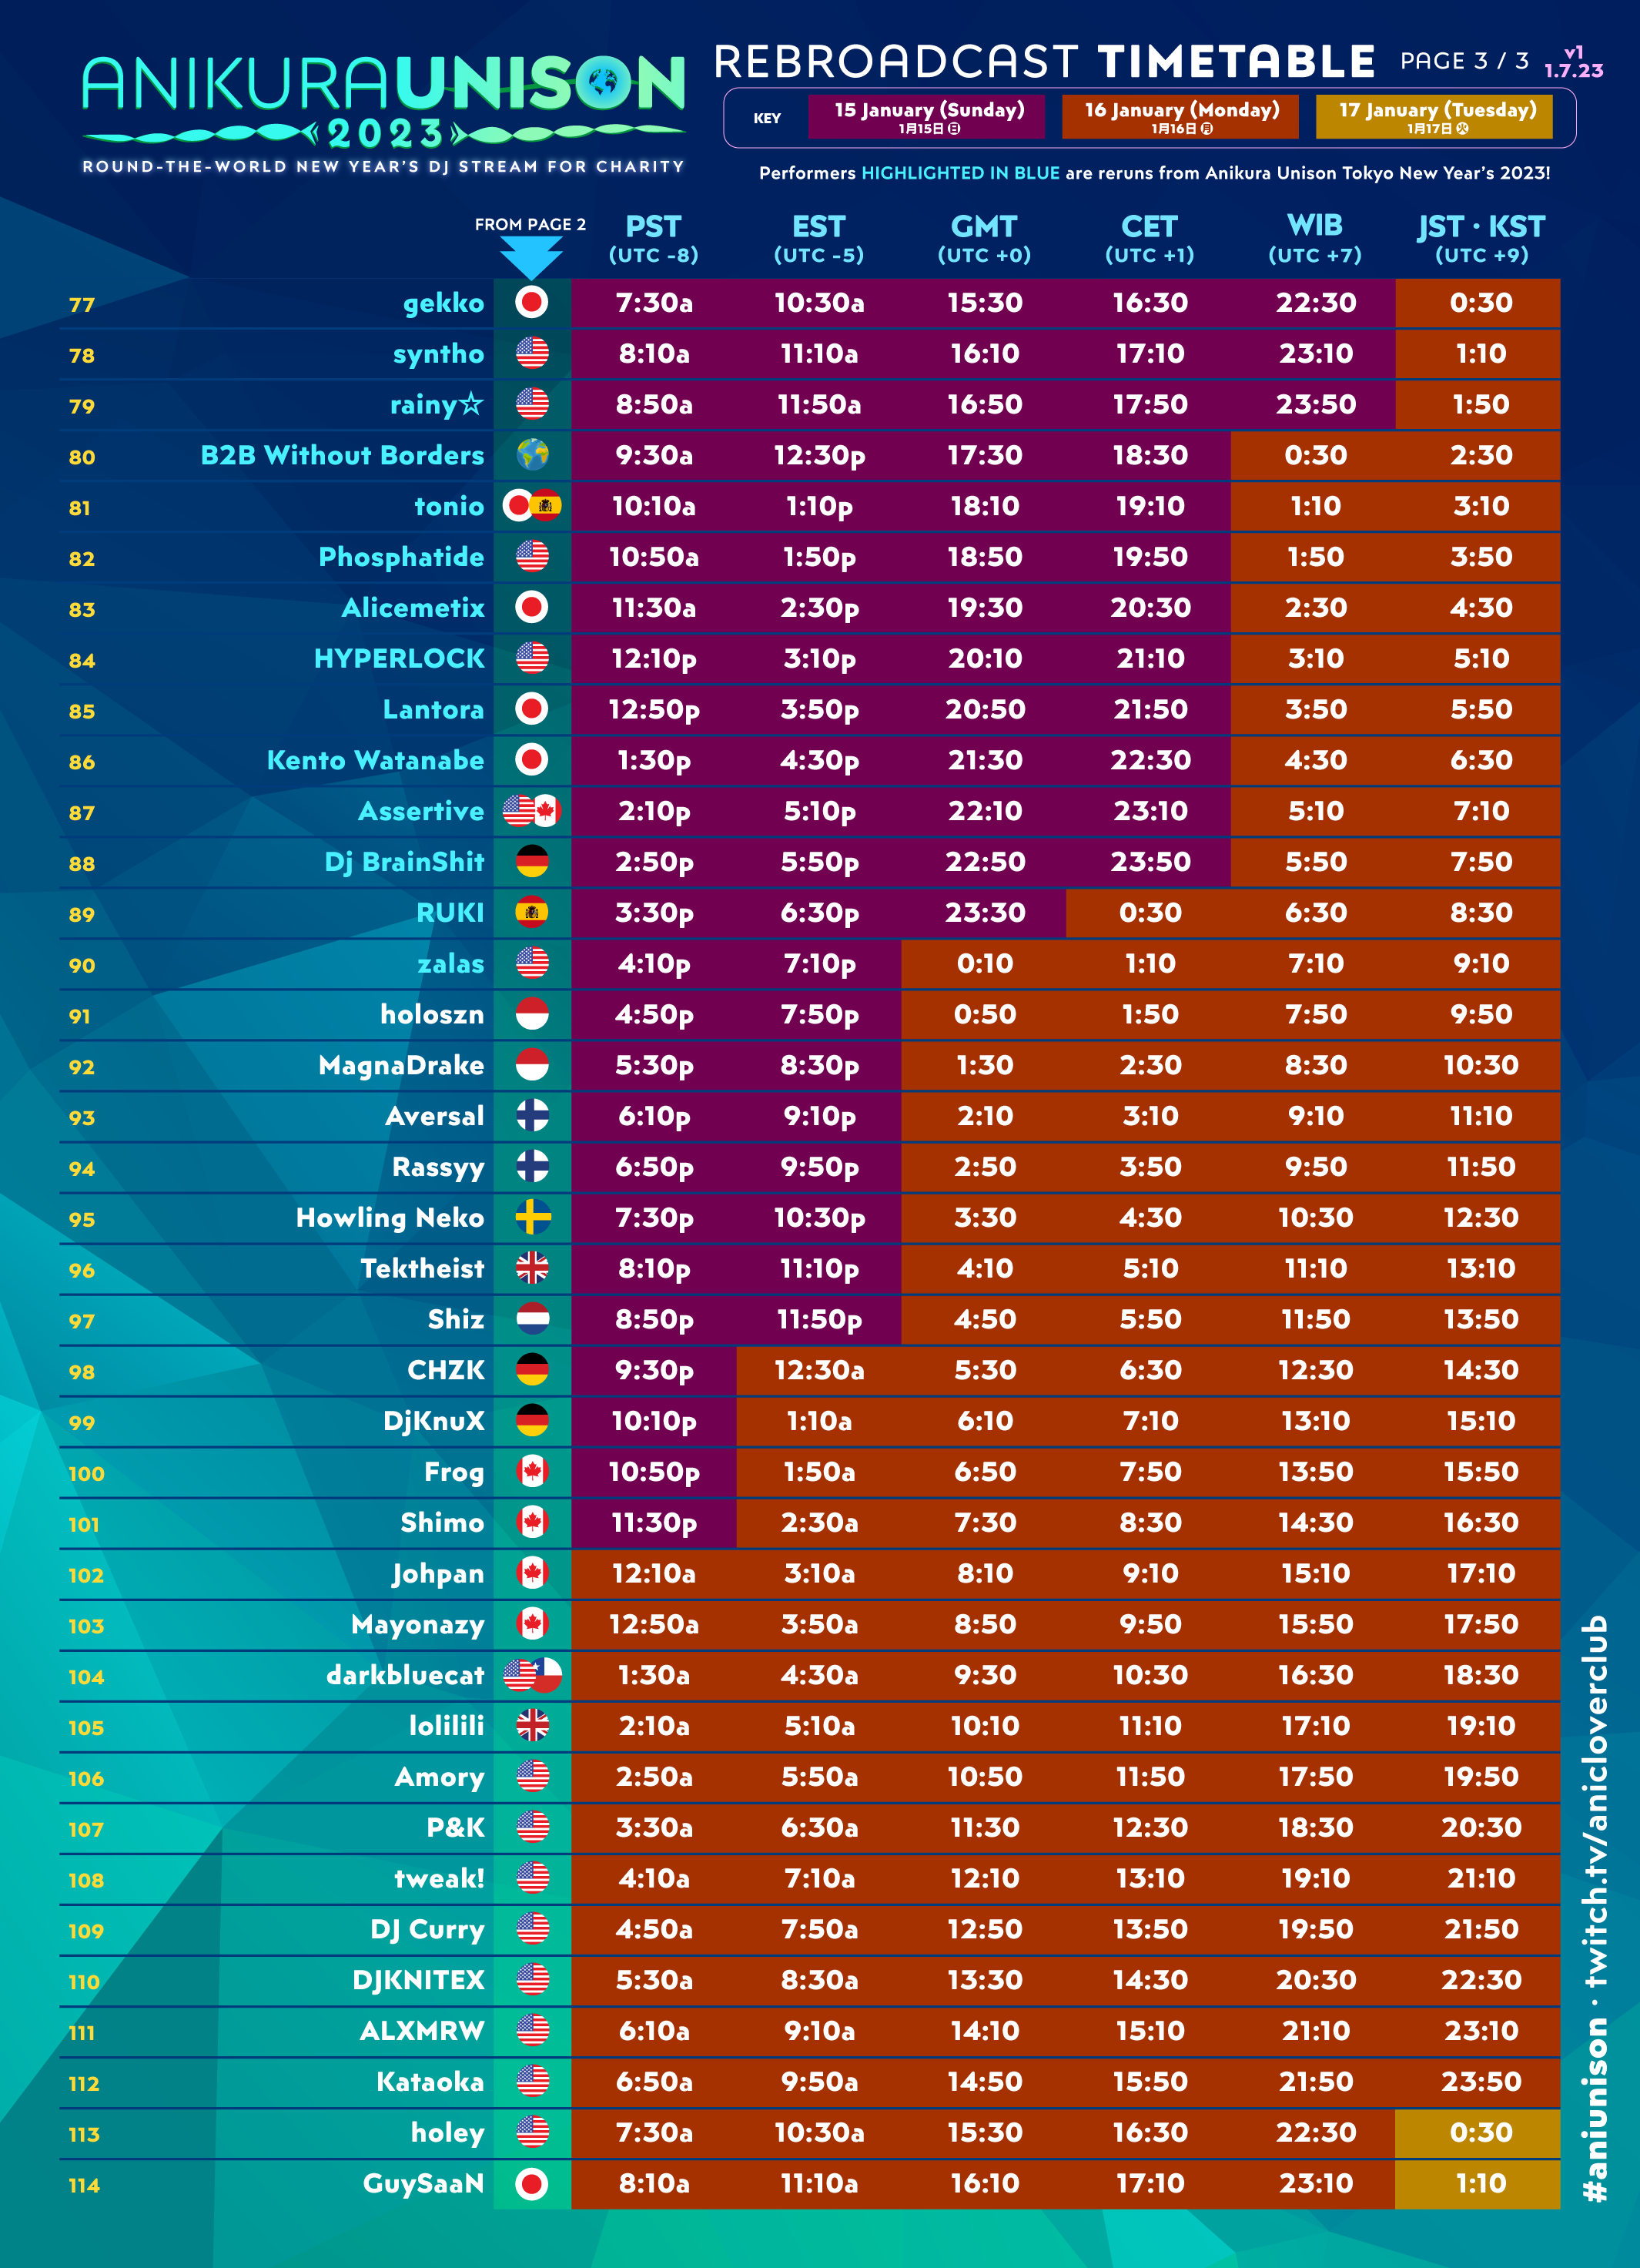 ANIKURAUNISON
2023
ROUND-THE-WORLD NEW YEAR'S DJ STREAM FOR CHARITY
REBROADCAST TIMETABLE PAGE 3 / 3 v1 1.7.23
KEY 15 January (Sunday) 16 January (Monday) 17 January (Tuesday)
1月15日 日 1月16日 月 1月17日 火
Performers HIGHLIGHTED IN BLUE are reruns from Anikura Unison Tokyo New Year's 2023!
FROM PAGE 2 PST EST GMT CET WIB JST · KST
(UTC -8) (UTC -5) (UTC +0) (UTC +1) (UTC +7) (UTC +9)
77 gekko 7:30a 10:30a 15:30 16:30 22:30 0:30
78 syntho 8:10a 11:10a 16:10 17:10 23:10 1:10
79 rainy☆ 8:50a 11:50a 16:50 17:50 23:50 1:50
80 B2B Without Borders 9:30a 12:30p 17:30 18:30 0:30 2:30
81 tonio 10:10a 1:10p 18:10 19:10 1:10 3:10
82 Phosphatide 10:50a 1:50p 18:50 19:50 1:50 3:50
83 Alicemetix 11:30a 2:30p 19:30 20:30 2:30 4:30
84 HYPERLOCK 12:10p 3:10p 20:10 21:10 3:10 5:10
85 Lantora 12:50p 3:50p 20:50 21:50 3:50 5:50
86 Kento Watanabe 1:30p 4:30p 21:30 22:30 4:30 6:30
87 Assertive 2:10p 5:10p 22:10 23:10 5:10 7:10
88 Dj BrainShit 2:50p 5:50p 22:50 23:50 5:50 7:50
89 RUKI 3:30p 6:30p 23:30 0:30 6:30 8:30
90 zalas 4:10p 7:10p 0:10 1:10 7:10 9:10
91 holoszn 4:50p 7:50p 0:50 1:50 7:50 9:50
92 MagnaDrake 5:30p 8:30p 1:30 2:30 8:30 10:30
93 Aversal 6:10p 9:10p 2:10 3:10 9:10 11:10
94 Rassyy 6:50p 9:50p 2:50 3:50 9:50 11:50
95 Howling Neko 7:30p 10:30p 3:30 4:30 10:30 12:30
96 Tektheist 8:10p 11:10p 4:10 5:10 11:10 13:10
97 Shiz 8:50p 11:50p 4:50 5:50 11:50 13:50
98 CHZK 9:30p 12:30a 5:30 6:30 12:30 14:30
99 DjKnuX 10:10p 1:10a 6:10 7:10 13:10 15:10
100 Frog 10:50p 1:50a 6:50 7:50 13:50 15:50
101 Shimo 11:30p 2:30a 7:30 8:30 14:30 16:30
102 Johpan 12:10a 3:10a 8:10 9:10 15:10 17:10
103 Mayonazy 12:50a 3:50a 8:50 9:50 15:50 17:50
104 darkbluecat 1:30a 4:30a 9:30 10:30 16:30 18:30
105 lolilili 2:10a 5:10a 10:10 11:10 17:10 19:10
106 Amory 2:50a 5:50a 10:50 11:50 17:50 19:50
107 P&K 3:30a 6:30a 11:30 12:30 18:30 20:30
108 tweak! 4:10a 7:10a 12:10 13:10 19:10 21:10
109 DJ Curry 4:50a 7:50a 12:50 13:50 19:50 21:50
110 DJKNITEX 5:30a 8:30a 13:30 14:30 20:30 22:30
111 ALXMRW 6:10a 9:10a 14:10 15:10 21:10 23:10
112 Kataoka 6:50a 9:50a 14:50 15:50 21:50 23:50
113 holey 7:30a 10:30a 15:30 16:30 22:30 0:30
114 GuySaaN 8:10a 11:10a 16:10 17:10 23:10 1:10
#aniunison · twitch.tv/anicloverclub